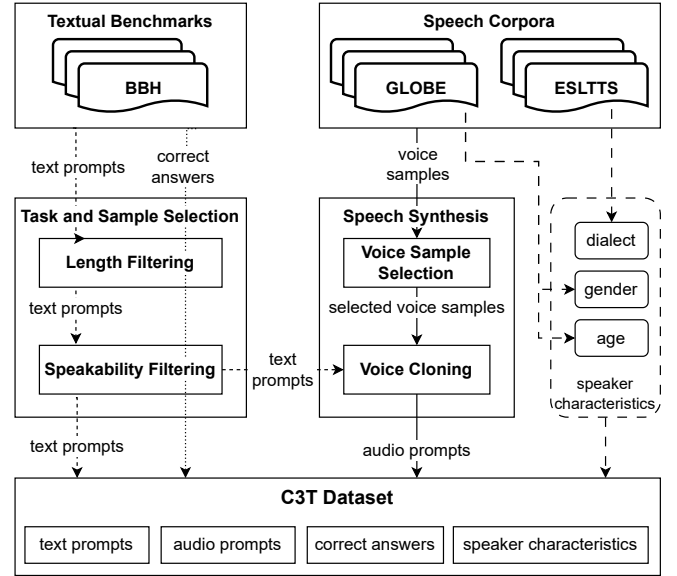 Textual Benchmarks
BBH
Speech Corpora
GLOBE
ESLTTS
text prompts
correct
answers
voice
samples
Task and Sample Selection
Length Filtering
text prompts
Speakability Filtering
text
prompts
Speech Synthesis
Voice Sample
Selection
selected voice samples
Voice Cloning
dialect
gender
age
speaker
characteristics
text prompts
audio prompts
C3T Dataset
text prompts
audio prompts
correct answers
speaker characteristics